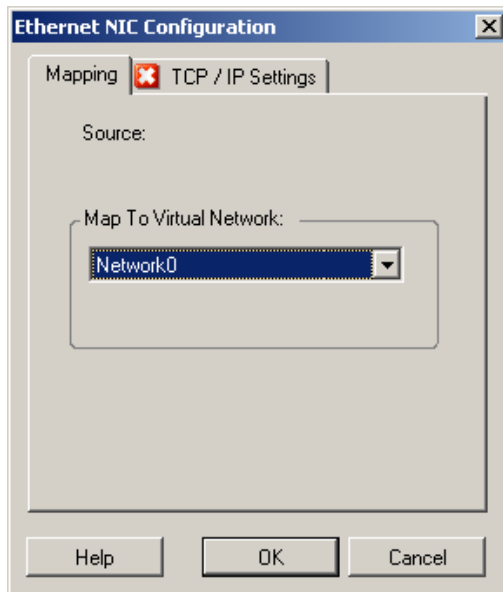 Ethernet NIC Configuration
Mapping TCP / IP Settings
Source:
Map To Virtual Network:
Network0
Help OK Cancel